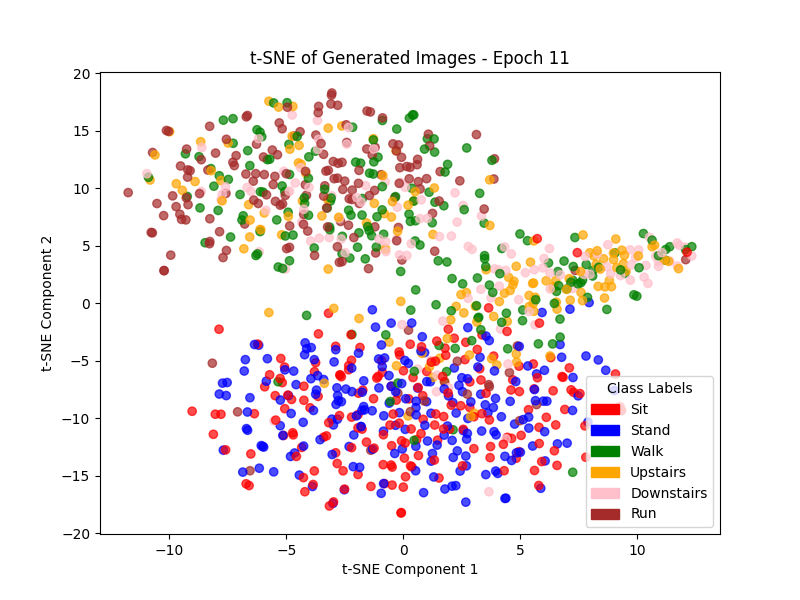 t-SNE of Generated Images - Epoch 11
20
15
10
5
0
−5
−10
−15
−20
t-SNE Component 2
−10
−5
0
5
10
t-SNE Component 1
Class Labels
Sit
Stand
Walk
Upstairs
Downstairs
Run